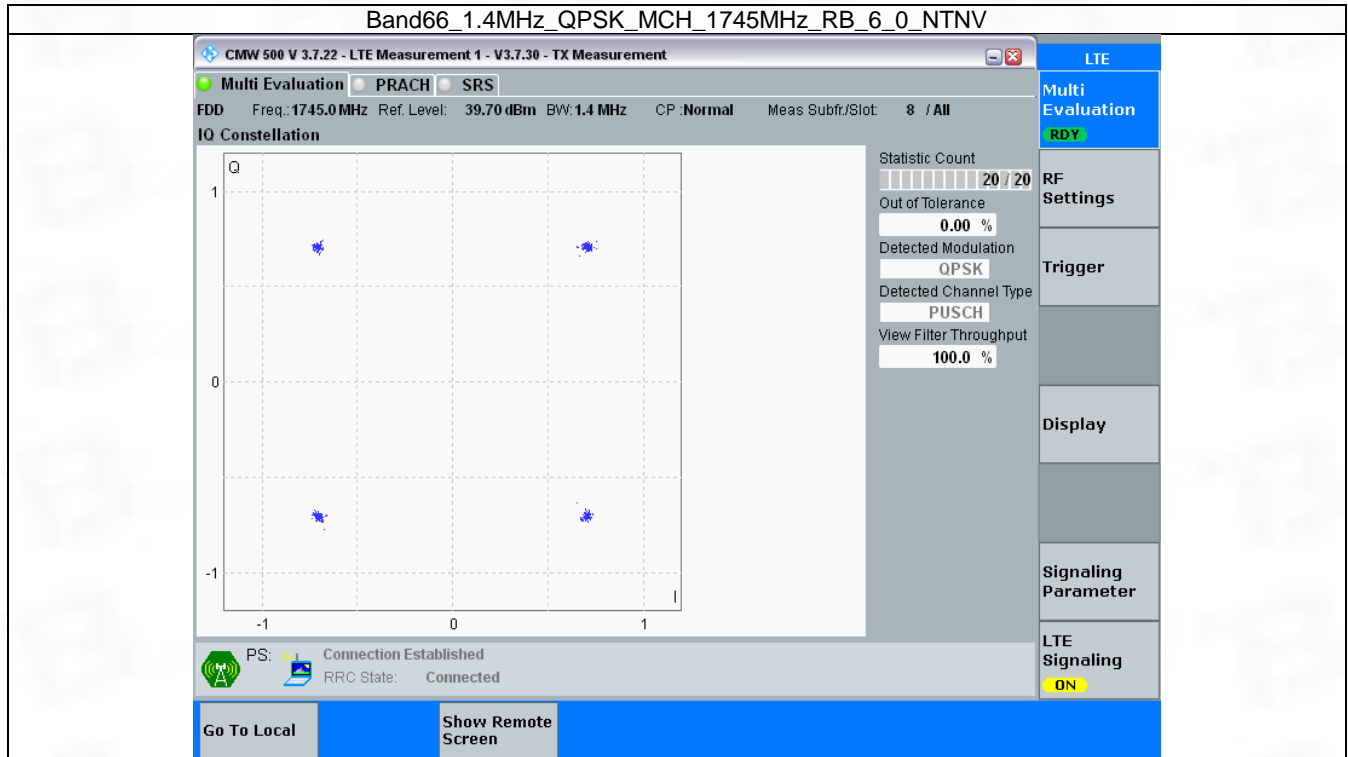 Band66_1.4MHz_QPSK_MCH_1745MHz_RB_6_0_NTNV
CMW 500 V 3.7.22 - LTE Measurement 1 - V3.7.30 - TX Measurement
LTE
Multi Evaluation PRACH SRS
FDD Freq.:1745.0 MHz Ref. Level: 39.70 dBm BW:1.4 MHz CP :Normal Meas Subfr./Slot: 8 / All
IQ Constellation
Q
1
0
-1
I
-1 0 1
Statistic Count
20 / 20
Out of Tolerance
0.00 %
Detected Modulation
QPSK
Detected Channel Type
PUSCH
View Filter Throughput
100.0 %
Multi
Evaluation
RDY
RF
Settings
Trigger
Display
Signaling
Parameter
LTE
Signaling
ON
PS: Connection Established
RRC State: Connected
Go To Local
Show Remote
Screen